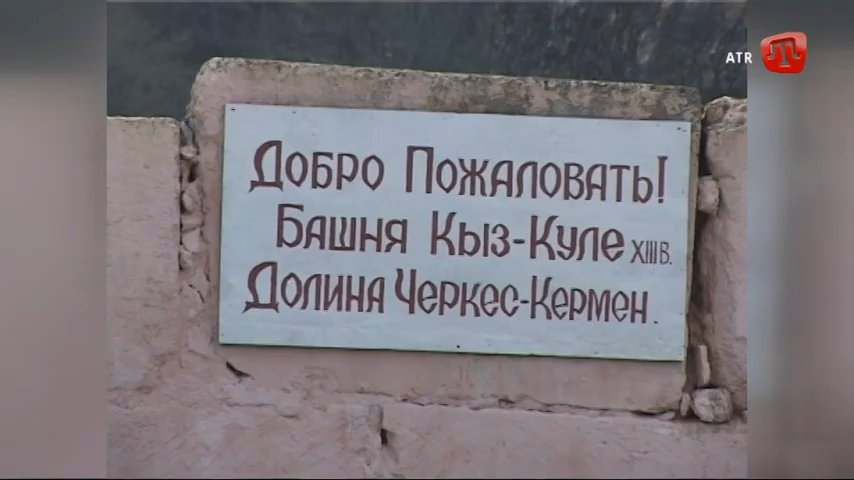 ATR
Добро Пожаловать!
Башня Кыз-Куле XIII В.
Долина Черкес-Кермен.